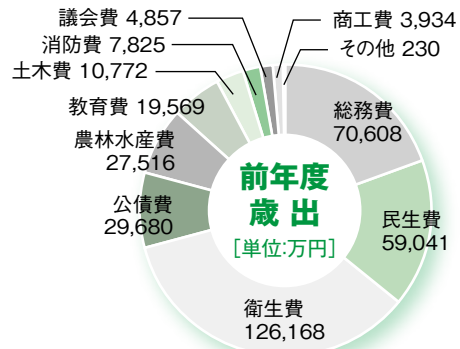 議会費 4,857
消防費 7,825
土木費 10,772
教育費 19,569
農林水産費
27,516
公債費
29,680
商工費 3,934
その他 230
総務費
70,608
民生費
59,041
衛生費
126,168
前年度
歳 出
[単位:万円]